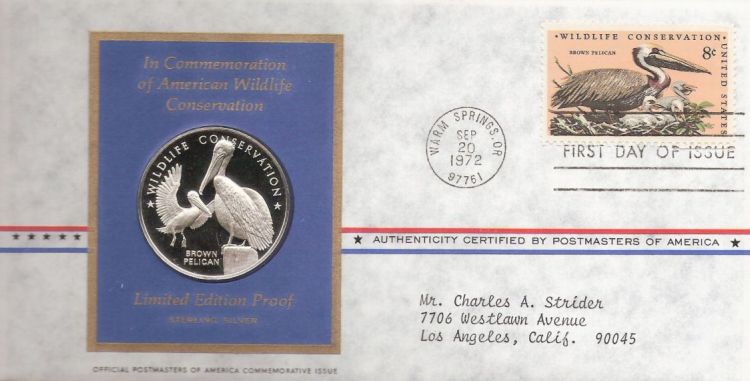 In Commemoration
of American Wildlife
Conservation
★ WILDLIFE CONSERVATION ★
BROWN
PELICAN
Limited Edition Proof
STERLING SILVER
OFFICIAL POSTMASTERS OF AMERICA COMMEMORATIVE ISSUE
WARM SPRINGS, OR
SEP
20
1972
97761
• WILDLIFE CONSERVATION •
BROWN PELICAN
8¢
UNITED STATES
FIRST DAY OF ISSUE
★ AUTHENTICITY CERTIFIED BY POSTMASTERS OF AMERICA ★
Mr. Charles A. Strider
7706 Westlawn Avenue
Los Angeles, Calif. 90045